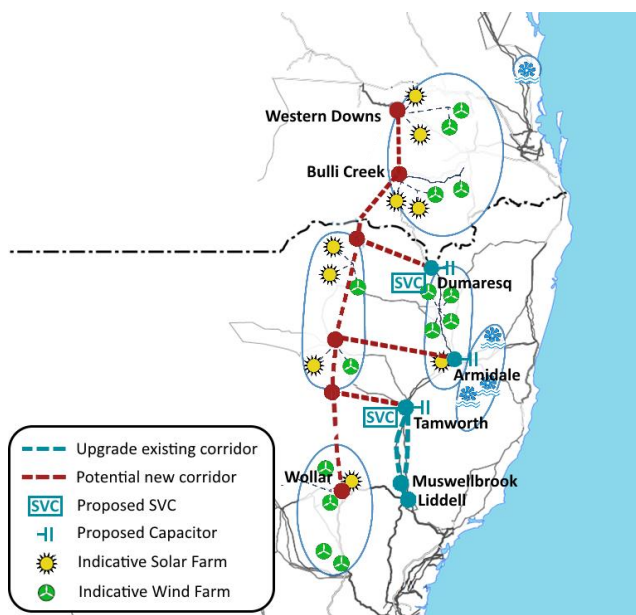 Western Downs
Bulli Creek
SVC
Dumaresq
Armidale
SVC
Tamworth
Wollar
Muswellbrook
Liddell
Upgrade existing corridor
Potential new corridor
SVC Proposed SVC
Proposed Capacitor
Indicative Solar Farm
Indicative Wind Farm